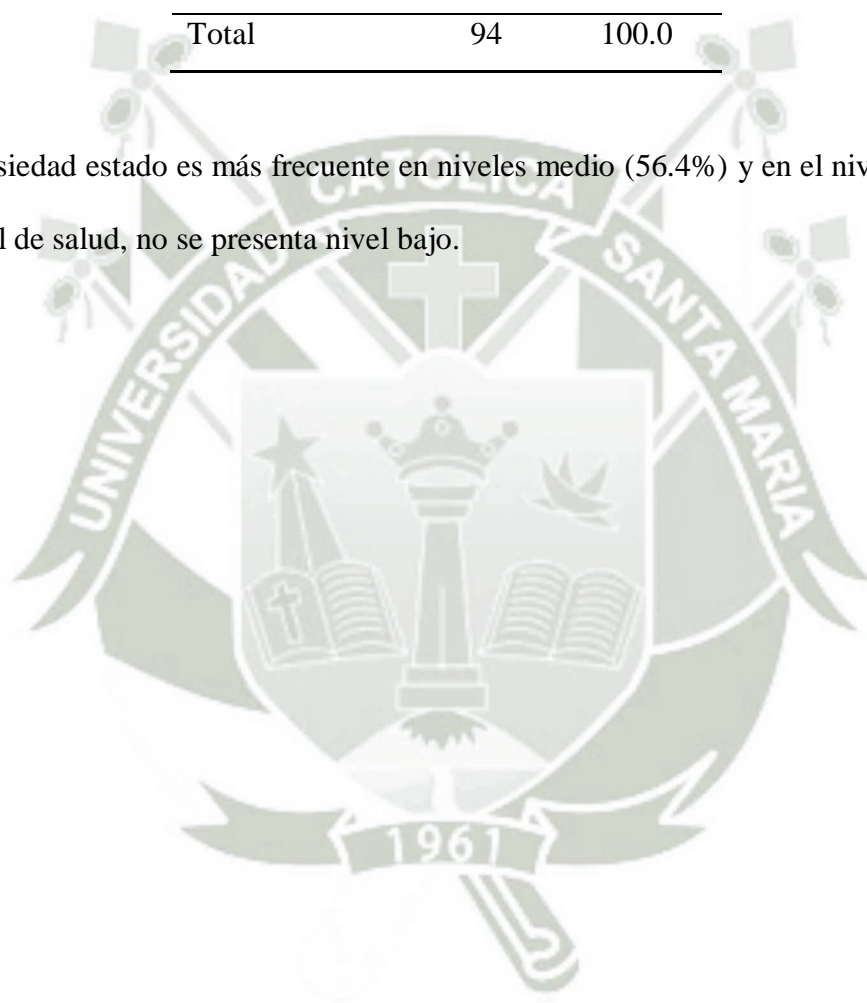 Total 94 100.0
siedad estado es más frecuente en niveles medio (56.4%) y en el niv
l de salud, no se presenta nivel bajo.
UNIVERSIDAD CATOLICA SANTA MARIA
1961